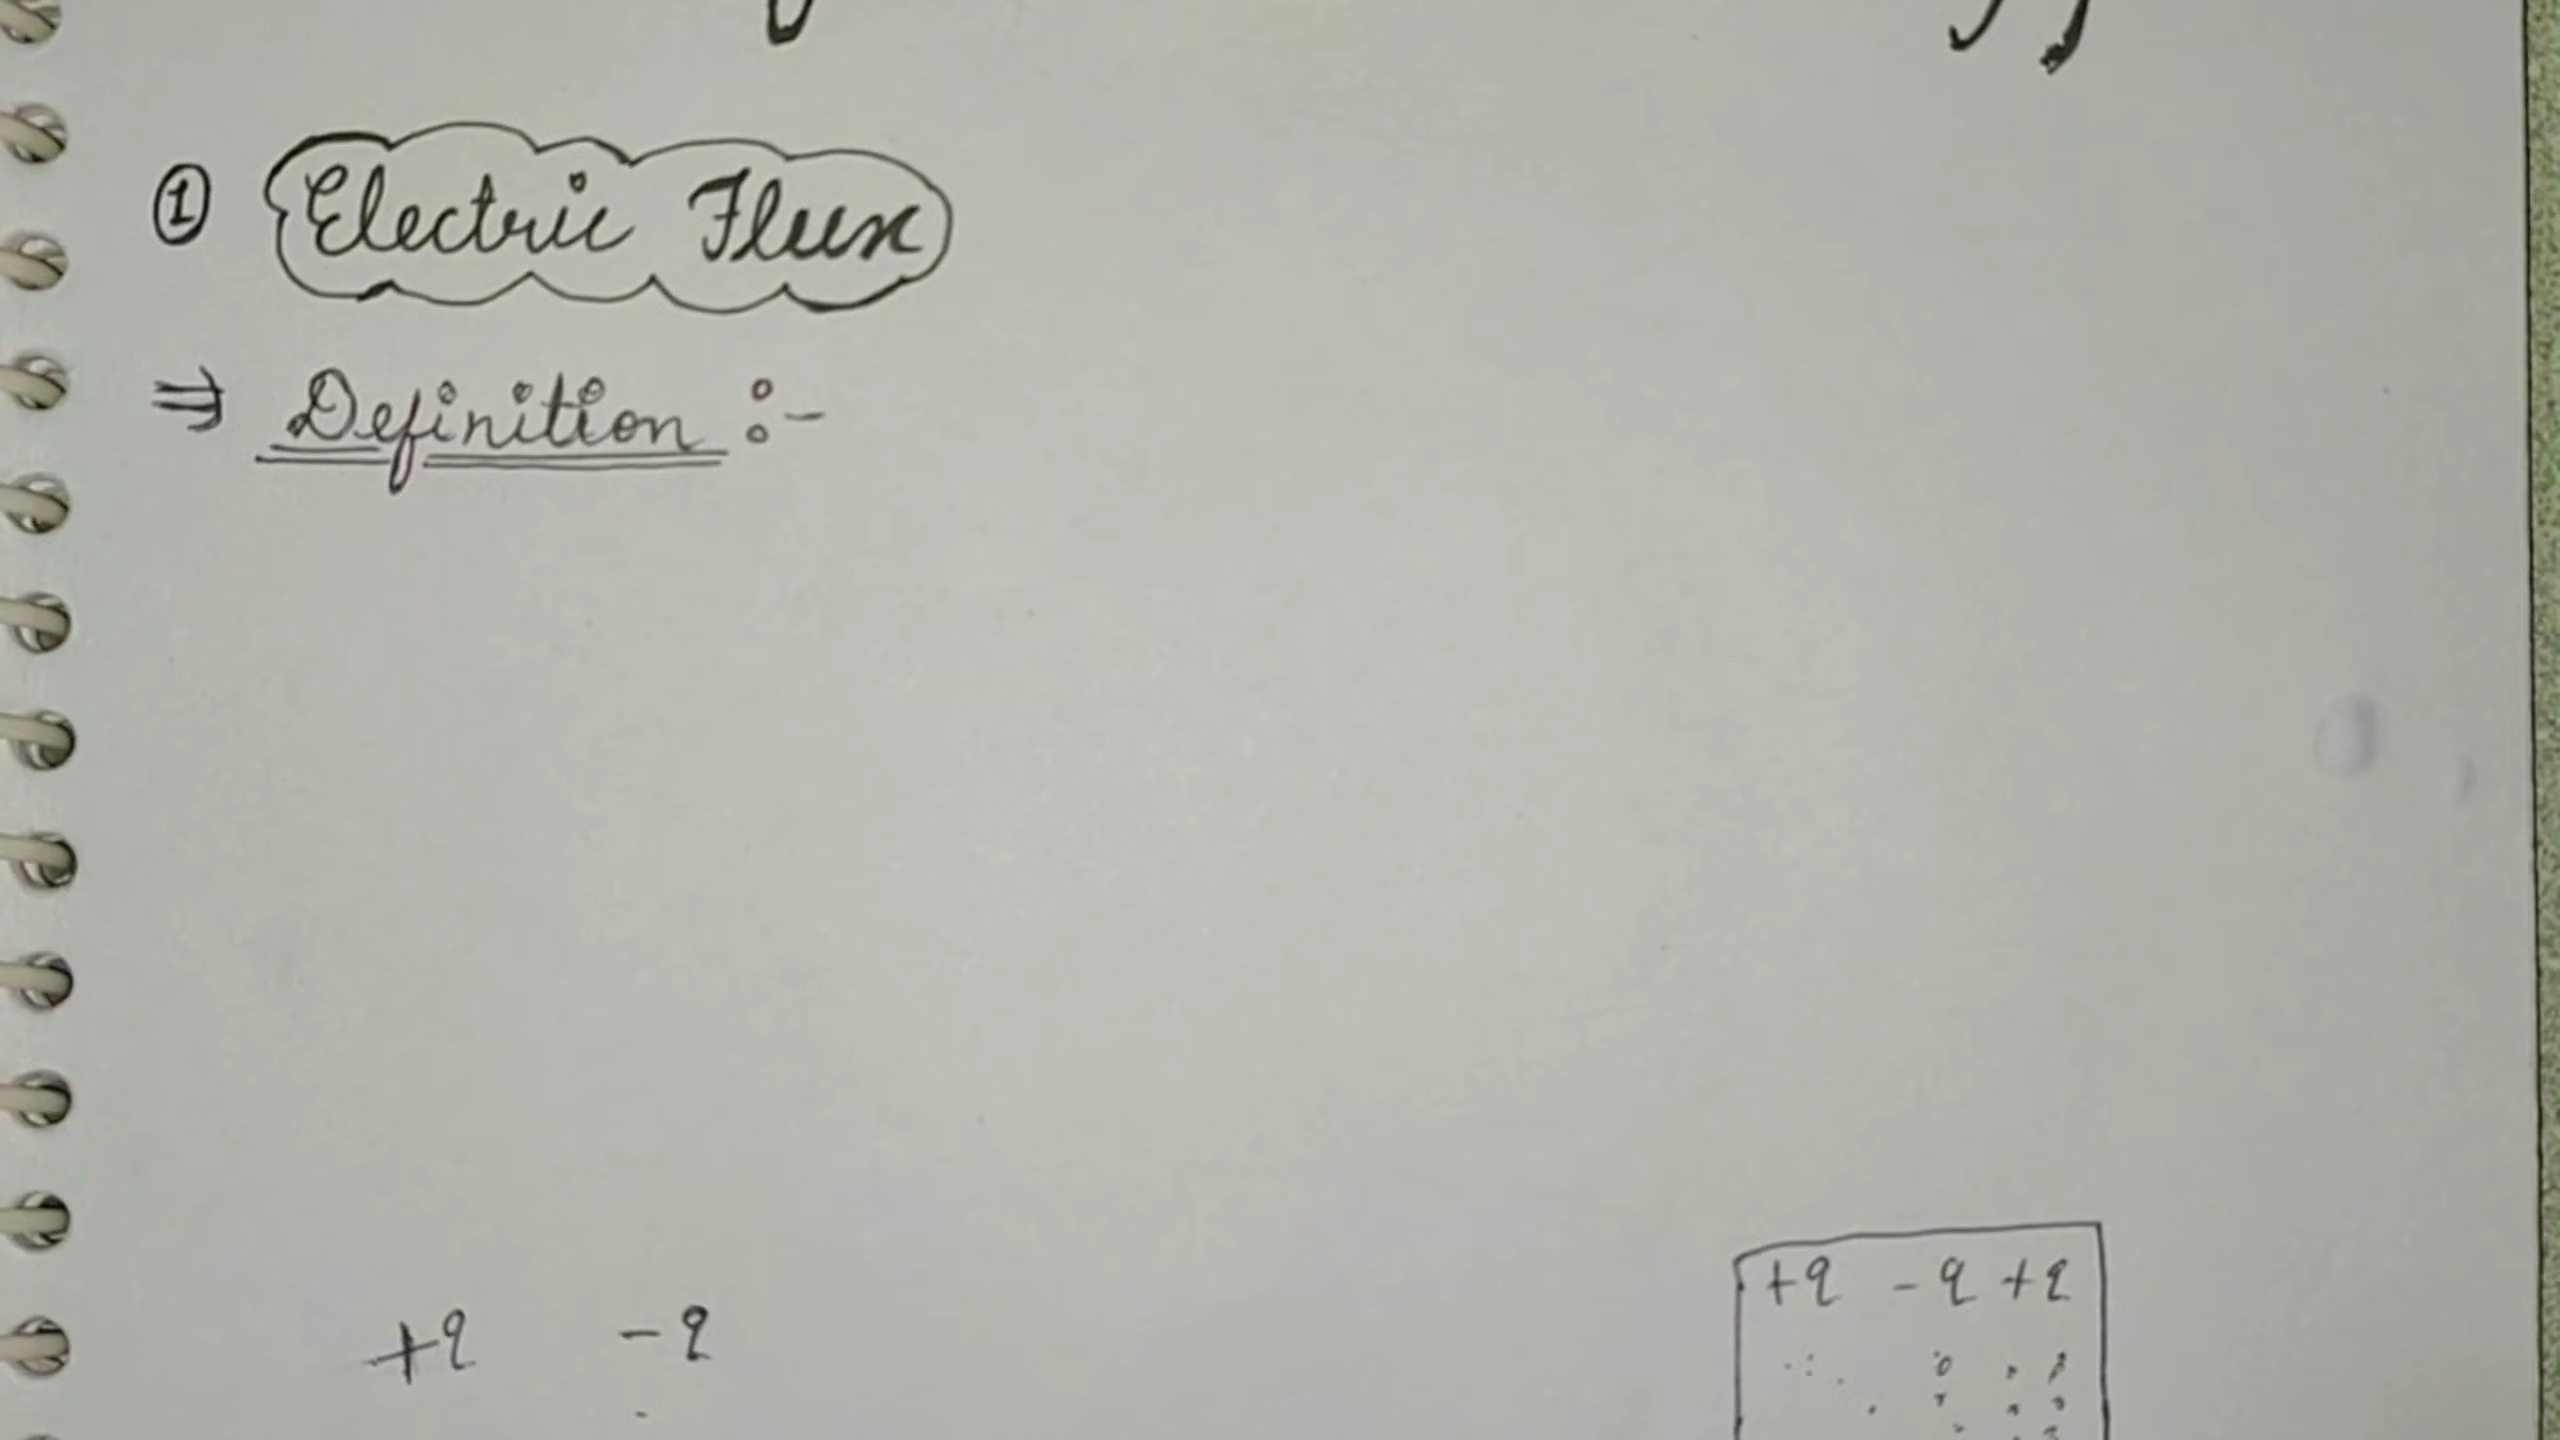 ① Electric Flux
⇒ Definition :-
+q -q +q
+q -q